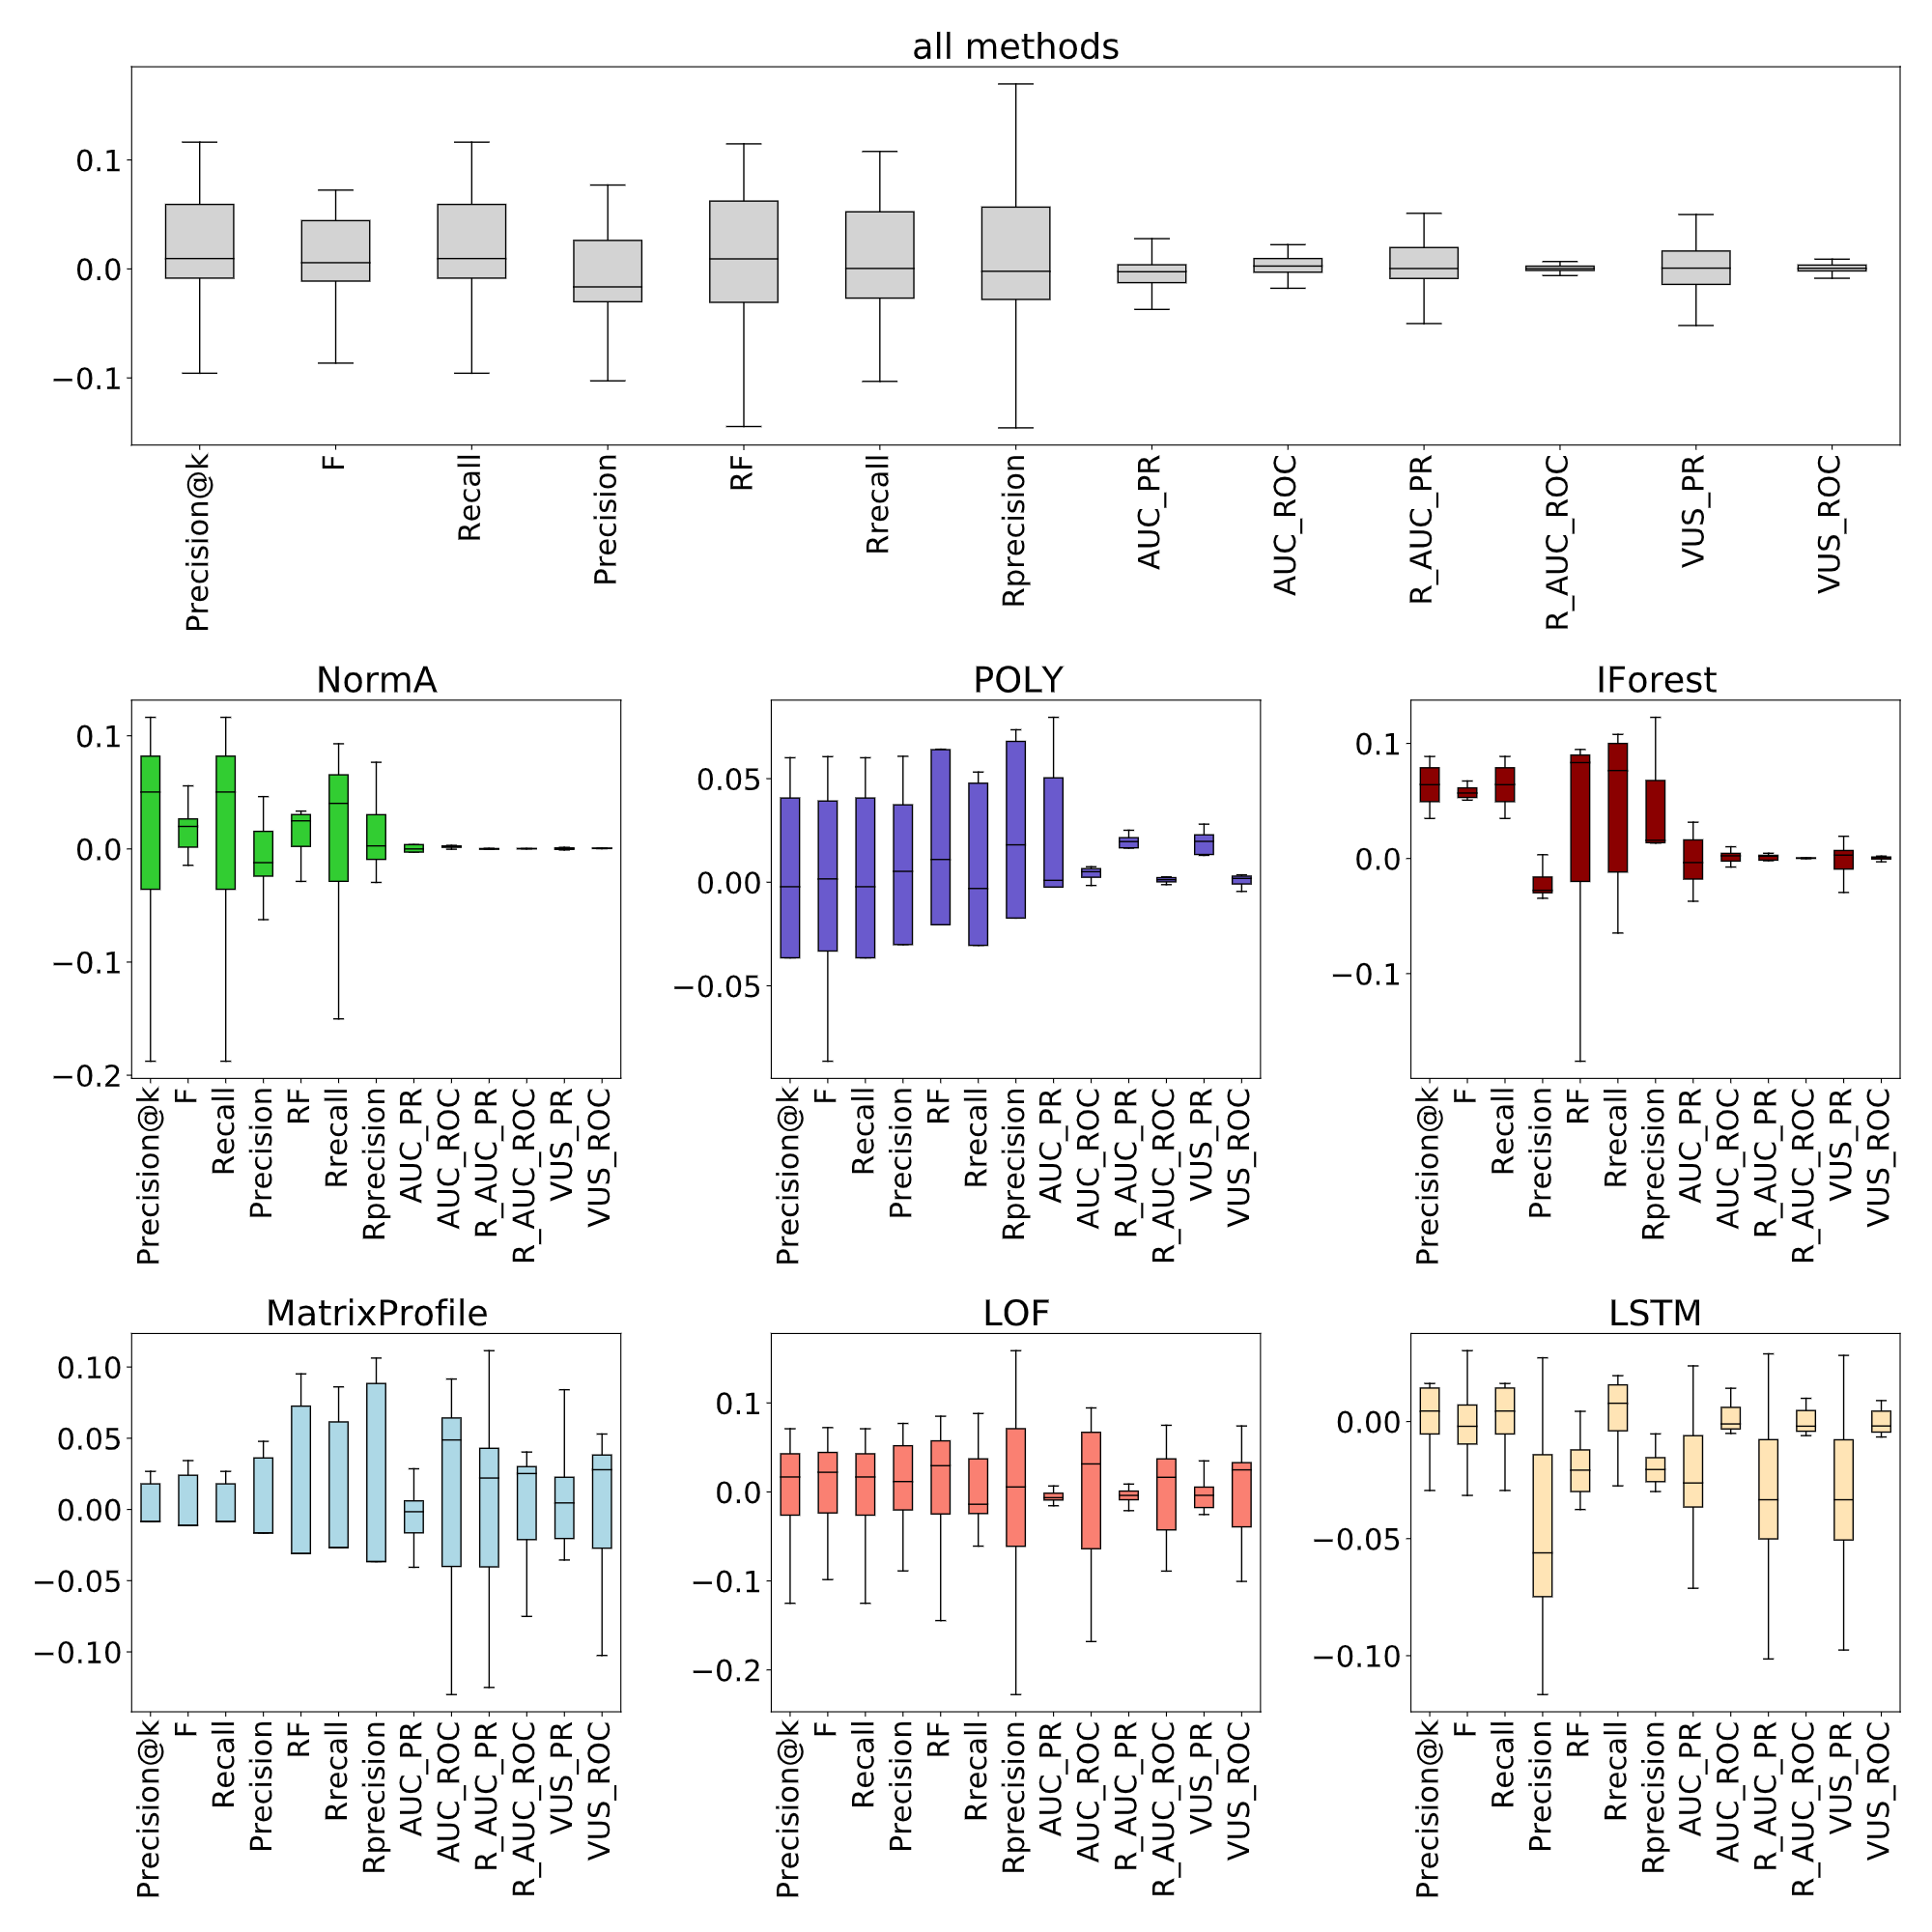 all methods
0.1
0.0
−0.1
Precision@k
F
Recall
Precision
RF
Rrecall
Rprecision
AUC_PR
AUC_ROC
R_AUC_PR
R_AUC_ROC
VUS_PR
VUS_ROC
NormA
0.1
0.0
−0.1
−0.2
Precision@k
F
Recall
Precision
RF
Rrecall
Rprecision
AUC_PR
AUC_ROC
R_AUC_PR
R_AUC_ROC
VUS_PR
VUS_ROC
POLY
0.05
0.00
−0.05
Precision@k
F
Recall
Precision
RF
Rrecall
Rprecision
AUC_PR
AUC_ROC
R_AUC_PR
R_AUC_ROC
VUS_PR
VUS_ROC
IForest
0.1
0.0
−0.1
Precision@k
F
Recall
Precision
RF
Rrecall
Rprecision
AUC_PR
AUC_ROC
R_AUC_PR
R_AUC_ROC
VUS_PR
VUS_ROC
MatrixProfile
0.10
0.05
0.00
−0.05
−0.10
Precision@k
F
Recall
Precision
RF
Rrecall
Rprecision
AUC_PR
AUC_ROC
R_AUC_PR
R_AUC_ROC
VUS_PR
VUS_ROC
LOF
0.1
0.0
−0.1
−0.2
Precision@k
F
Recall
Precision
RF
Rrecall
Rprecision
AUC_PR
AUC_ROC
R_AUC_PR
R_AUC_ROC
VUS_PR
VUS_ROC
LSTM
0.00
−0.05
−0.10
Precision@k
F
Recall
Precision
RF
Rrecall
Rprecision
AUC_PR
AUC_ROC
R_AUC_PR
R_AUC_ROC
VUS_PR
VUS_ROC